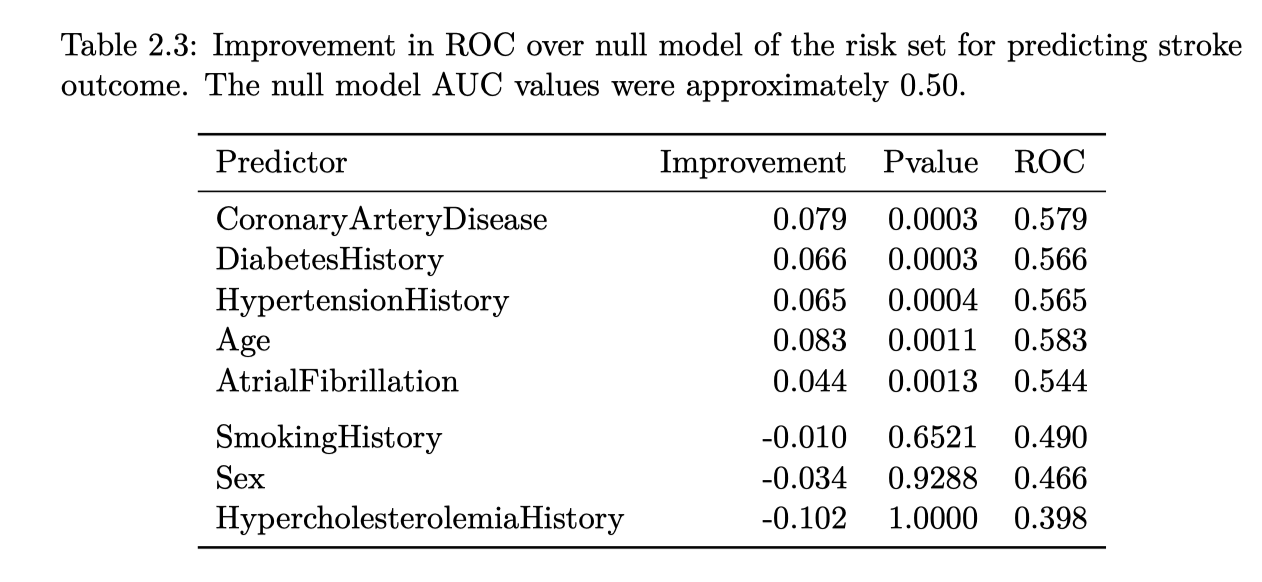 Table 2.3: Improvement in ROC over null model of the risk set for predicting stroke
outcome. The null model AUC values were approximately 0.50.
Predictor Improvement Pvalue ROC
CoronaryArteryDisease 0.079 0.0003 0.579
DiabetesHistory 0.066 0.0003 0.566
HypertensionHistory 0.065 0.0004 0.565
Age 0.083 0.0011 0.583
AtrialFibrillation 0.044 0.0013 0.544
SmokingHistory -0.010 0.6521 0.490
Sex -0.034 0.9288 0.466
HypercholesterolemiaHistory -0.102 1.0000 0.398